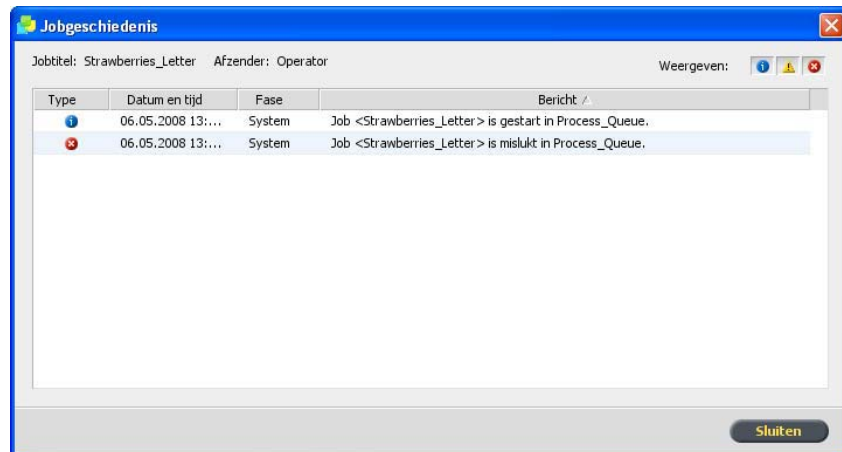 Jobgeschiedenis
Jobtitel: Strawberries_Letter Afzender: Operator Weergeven:
Type Datum en tijd Fase Bericht
06.05.2008 13:... System Job <Strawberries_Letter> is gestart in Process_Queue.
06.05.2008 13:... System Job <Strawberries_Letter> is mislukt in Process_Queue.
Sluiten